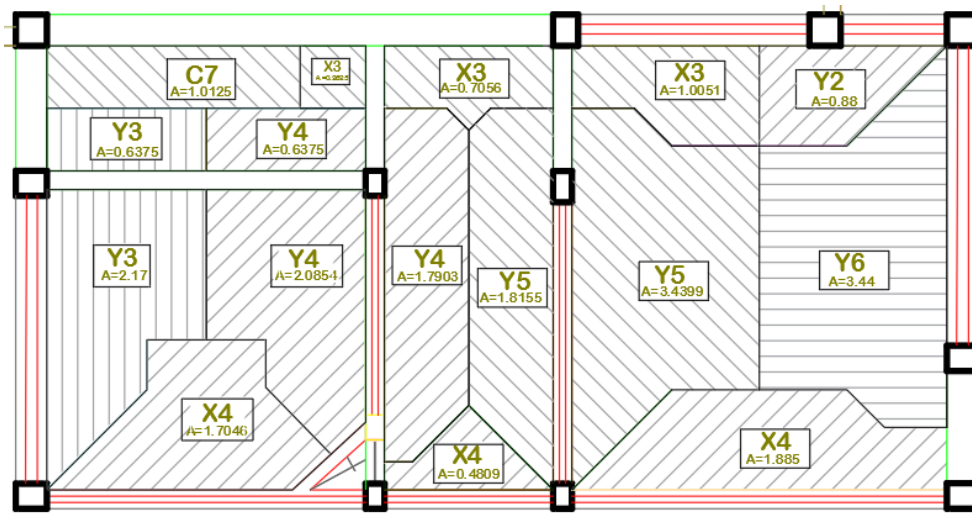 C7
A=1.0125
X3
X3
A=0.7056
X3
A=1.0051
Y2
A=0.88
Y3
A=0.6375
Y4
A=0.6375
Y3
A=2.17
Y4
A=2.0854
Y4
A=1.7903
Y5
A=1.8155
Y5
A=3.4399
Y6
A=3.44
X4
A=1.7046
X4
A=0.4809
X4
A=1.885